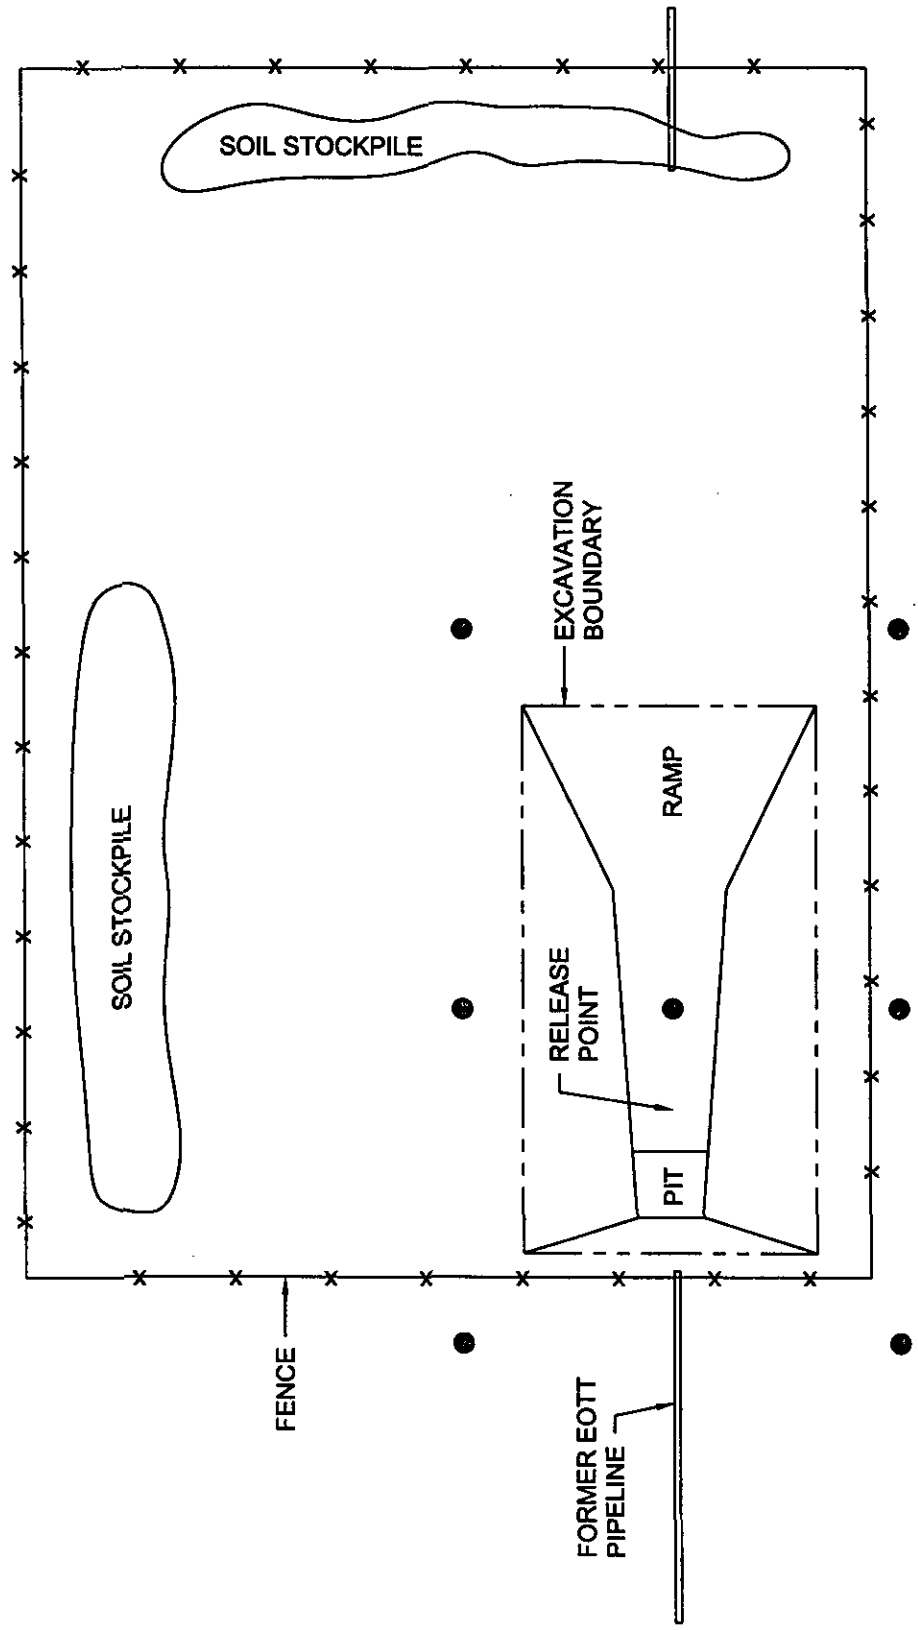 SOIL STOCKPILE
SOIL STOCKPILE
EXCAVATION
BOUNDARY
RAMP
RELEASE
POINT
PIT
FENCE
FORMER EOTT
PIPELINE